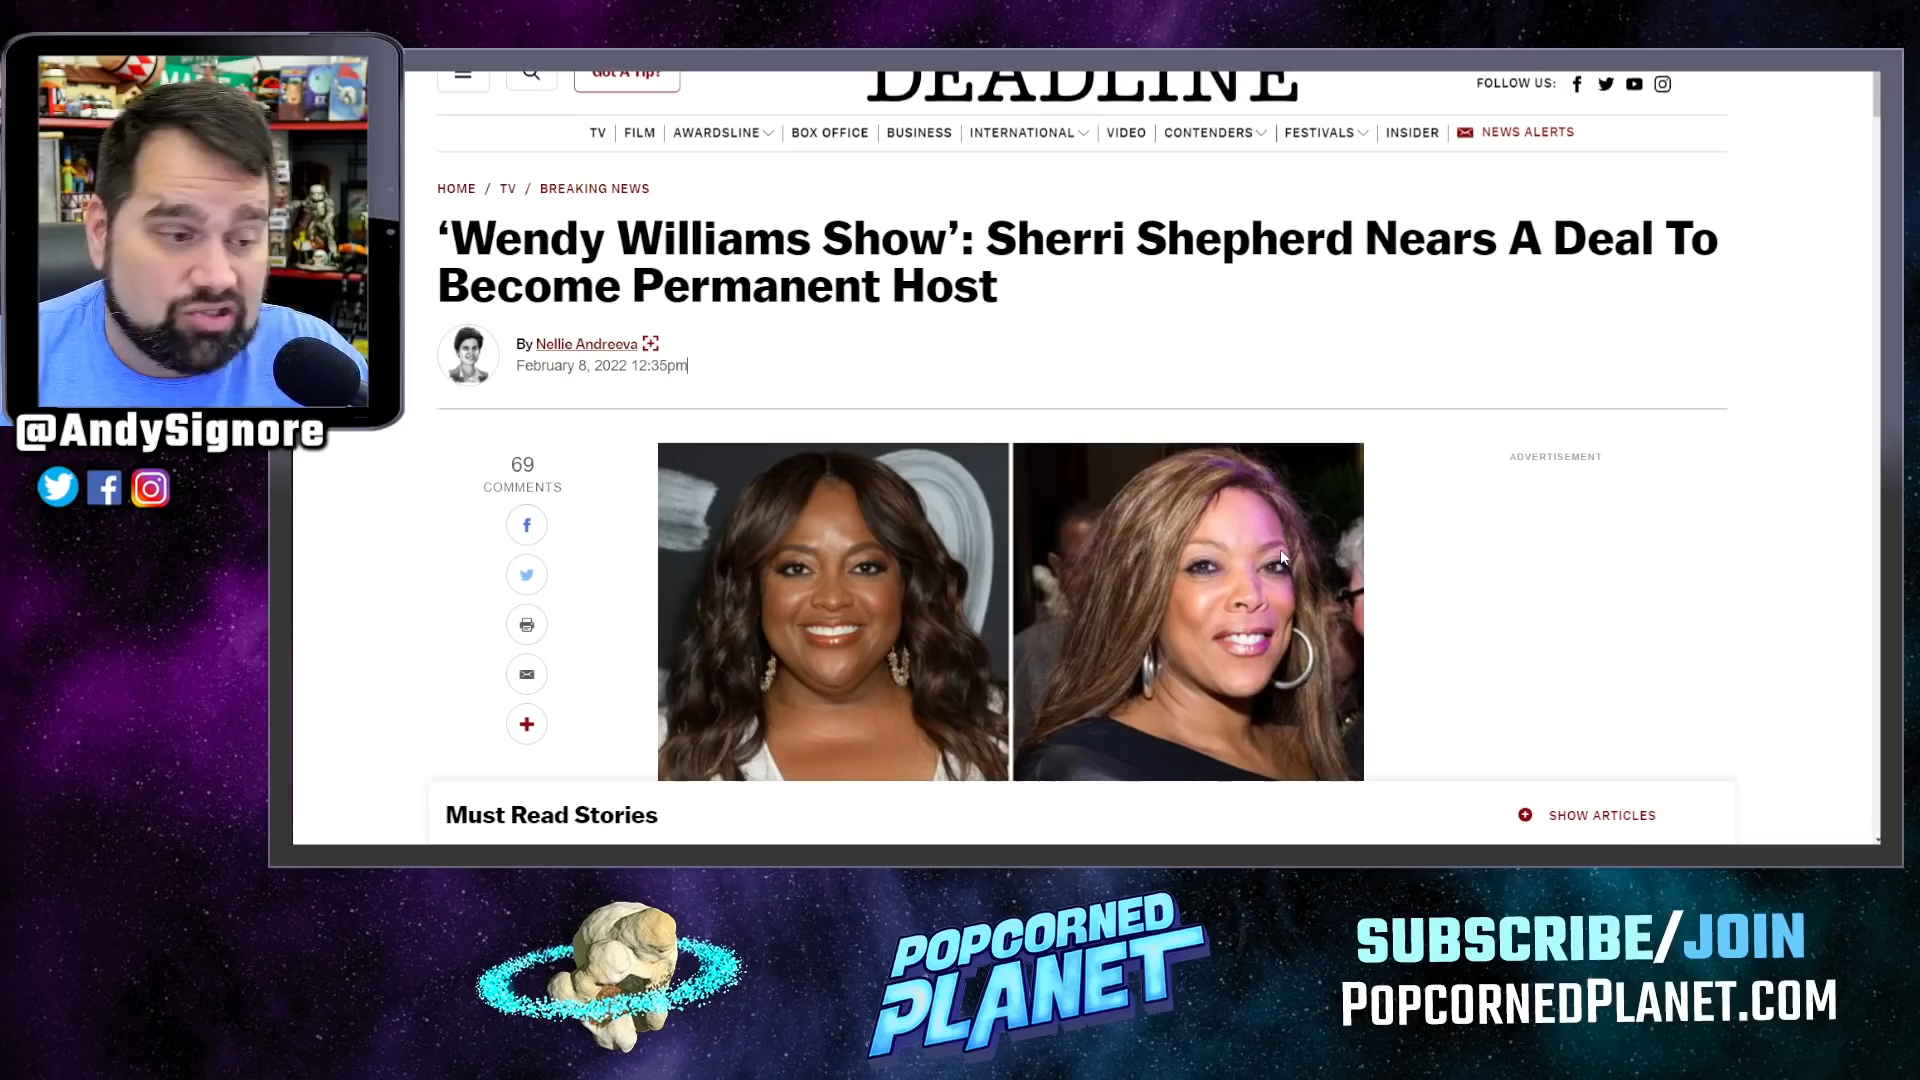 Got A Tip?
DEADLINE
FOLLOW US:
TV | FILM | AWARDSLINE | BOX OFFICE | BUSINESS | INTERNATIONAL | VIDEO | CONTENDERS | FESTIVALS | INSIDER | NEWS ALERTS
HOME / TV / BREAKING NEWS
‘Wendy Williams Show’: Sherri Shepherd Nears A Deal To
Become Permanent Host
By Nellie Andreeva
February 8, 2022 12:35pm
@AndySignore
69
COMMENTS
ADVERTISEMENT
Must Read Stories
SHOW ARTICLES
POPCORNED
PLANET
SUBSCRIBE/JOIN
POPCORNEDPLANET.COM